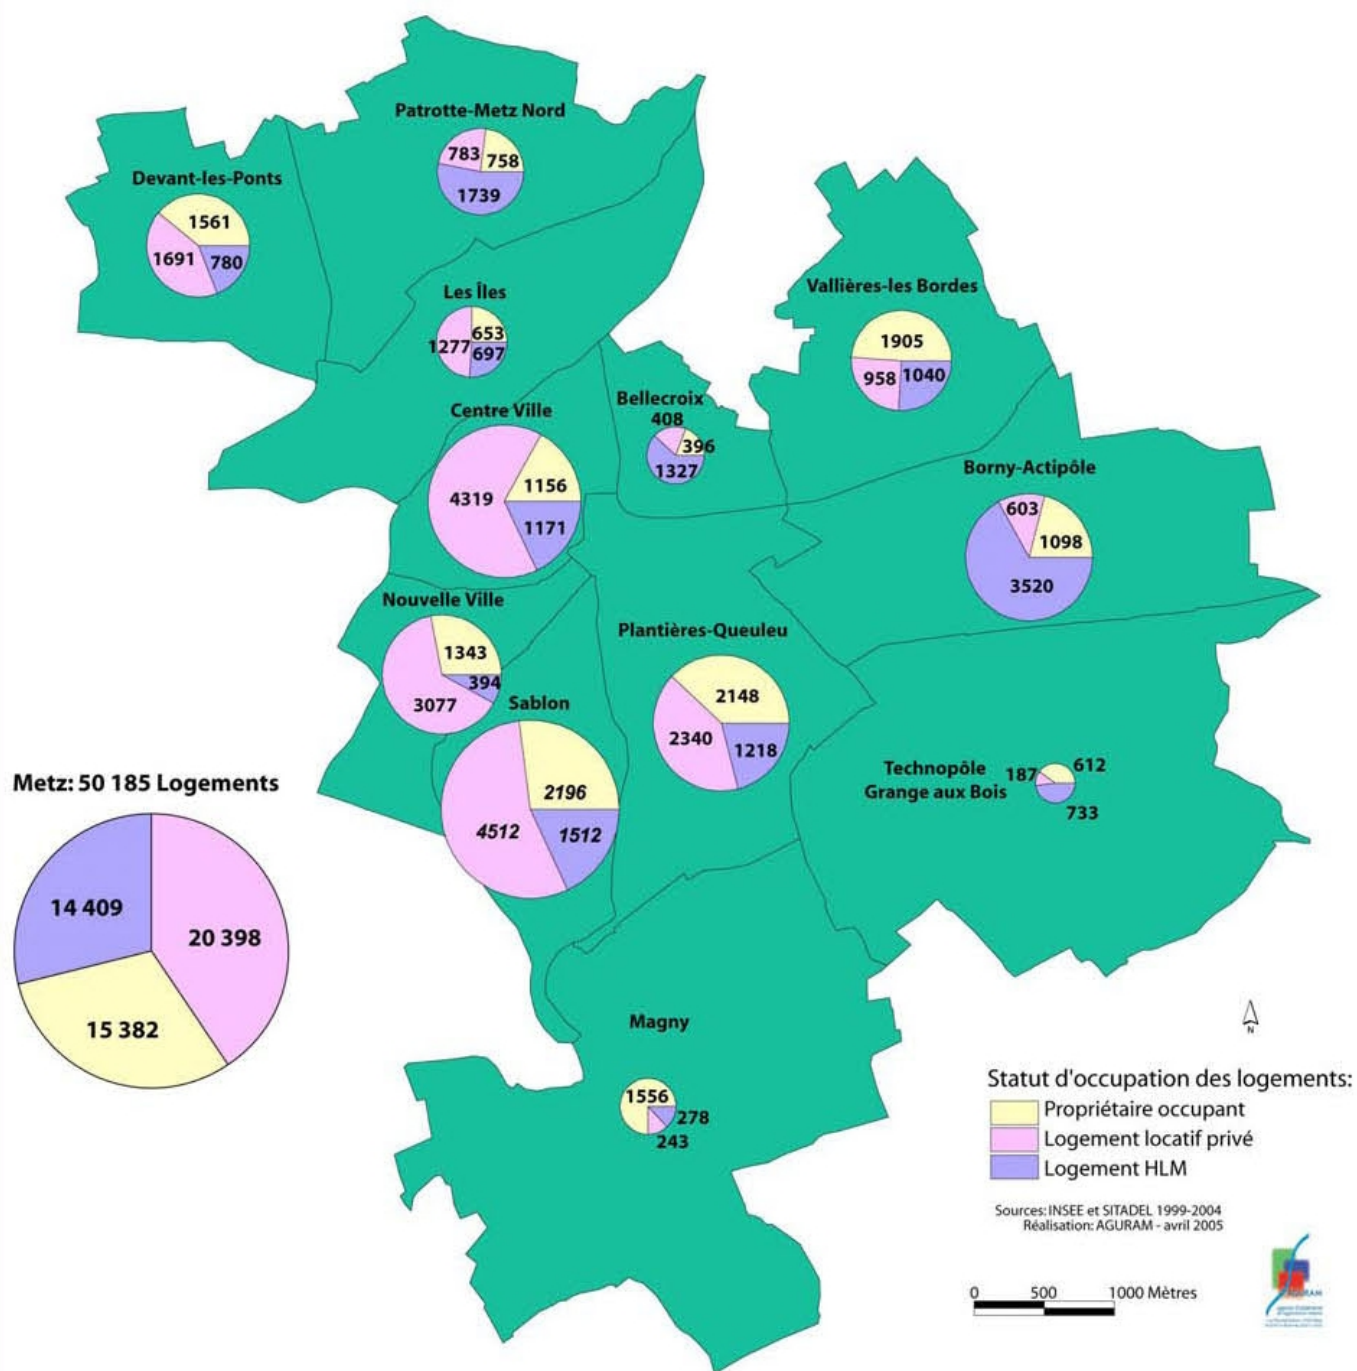 Patrotte-Metz Nord
783
758
1739
Devant-les-Ponts
1561
1691
780
Les Îles
653
1277
697
Vallières-les Bordes
1905
958
1040
Bellecroix
408
396
1327
Centre Ville
4319
1156
1171
Borny-Actipôle
603
1098
3520
Nouvelle Ville
1343
394
3077
Plantières-Queuleu
2148
2340
1218
Sablon
2196
4512
1512
Technopôle
Grange aux Bois
187
612
733
Metz: 50 185 Logements
14 409
20 398
15 382
Magny
1556
278
243
N
Statut d'occupation des logements:
Propriétaire occupant
Logement locatif privé
Logement HLM
Sources: INSEE et SITADEL 1999-2004
Réalisation: AGURAM - avril 2005
0 500 1000 Mètres
AGURAM